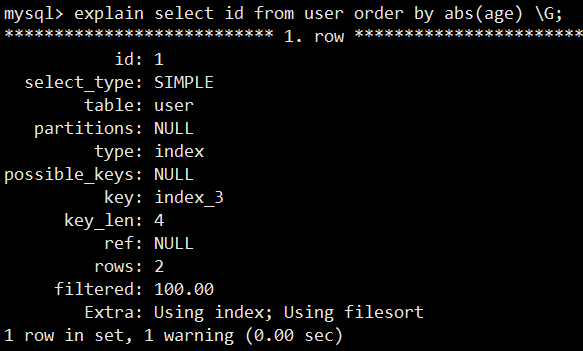 mysql> explain select id from user order by abs(age) \G;
*************************** 1. row ***********************
id: 1
select_type: SIMPLE
table: user
partitions: NULL
type: index
possible_keys: NULL
key: index_3
key_len: 4
ref: NULL
rows: 2
filtered: 100.00
Extra: Using index; Using filesort
1 row in set, 1 warning (0.00 sec)